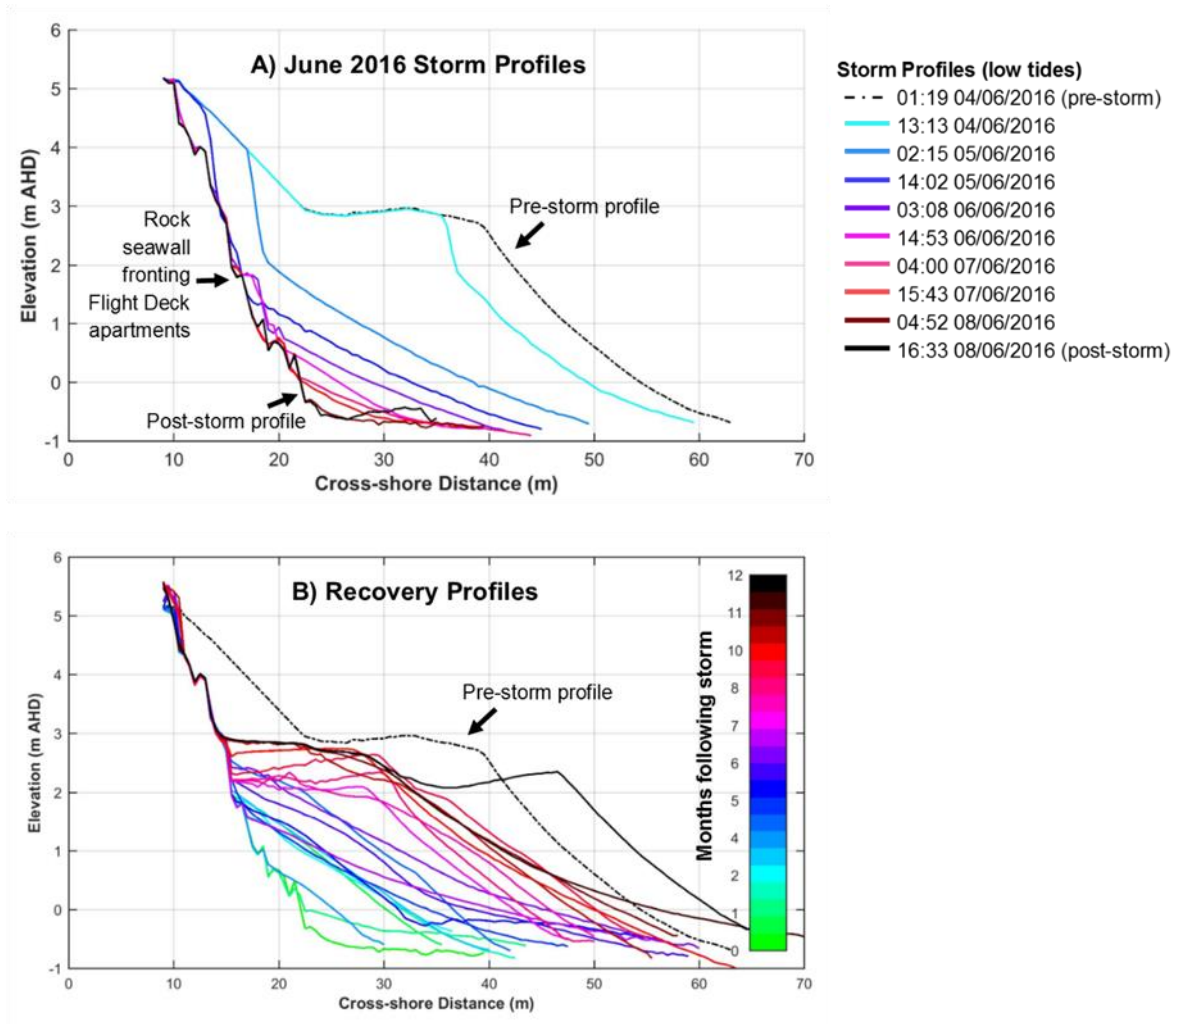 A) June 2016 Storm Profiles
6
5
4
3
2
1
0
-1
Elevation (m AHD)
Pre-storm profile
Rock
seawall
fronting
Flight Deck
apartments
Post-storm profile
0 10 20 30 40 50 60 70
Cross-shore Distance (m)
Storm Profiles (low tides)
01:19 04/06/2016 (pre-storm)
13:13 04/06/2016
02:15 05/06/2016
14:02 05/06/2016
03:08 06/06/2016
14:53 06/06/2016
04:00 07/06/2016
15:43 07/06/2016
04:52 08/06/2016
16:33 08/06/2016 (post-storm)
B) Recovery Profiles
6
5
4
3
2
1
0
-1
Elevation (m AHD)
Pre-storm profile
0 10 20 30 40 50 60 70
Cross-shore Distance (m)
Months following storm
12
11
10
8
7
6
5
4
2
1
0